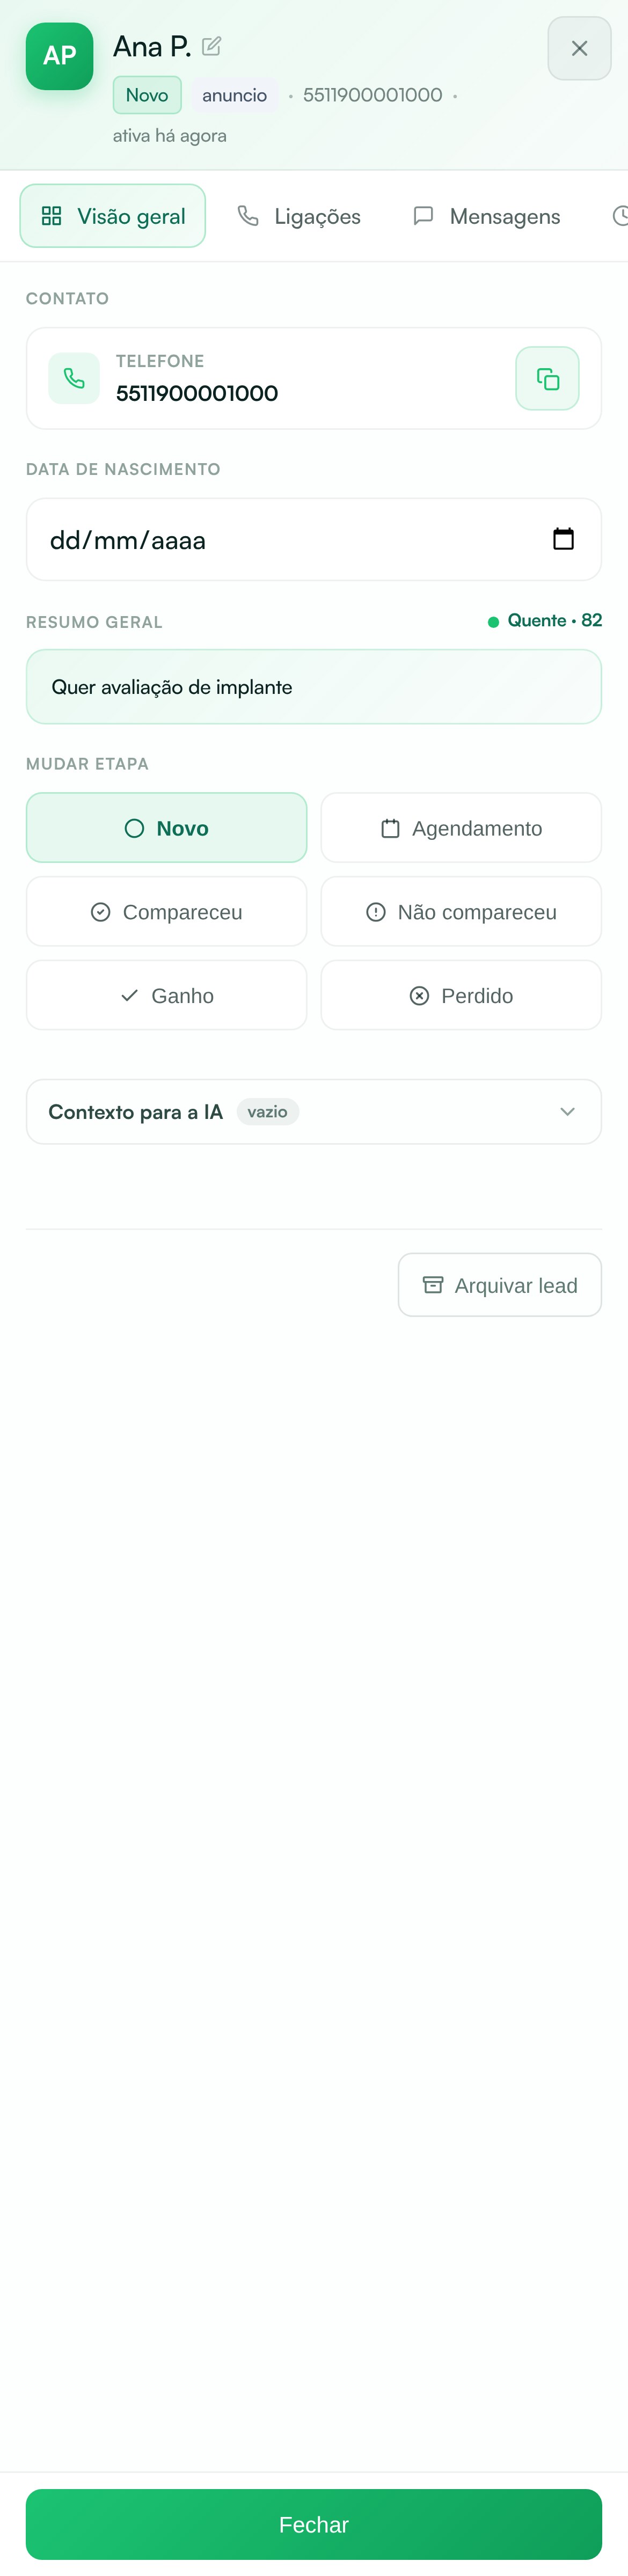 AP
Ana P.
Novo anuncio · 5511900001000 ·
ativa há agora
Visão geral Ligações Mensagens
CONTATO
TELEFONE
5511900001000
DATA DE NASCIMENTO
dd/mm/aaaa
RESUMO GERAL Quente · 82
Quer avaliação de implante
MUDAR ETAPA
Novo Agendamento
Compareceu Não compareceu
Ganho Perdido
Contexto para a IA vazio
Arquivar lead
Fechar